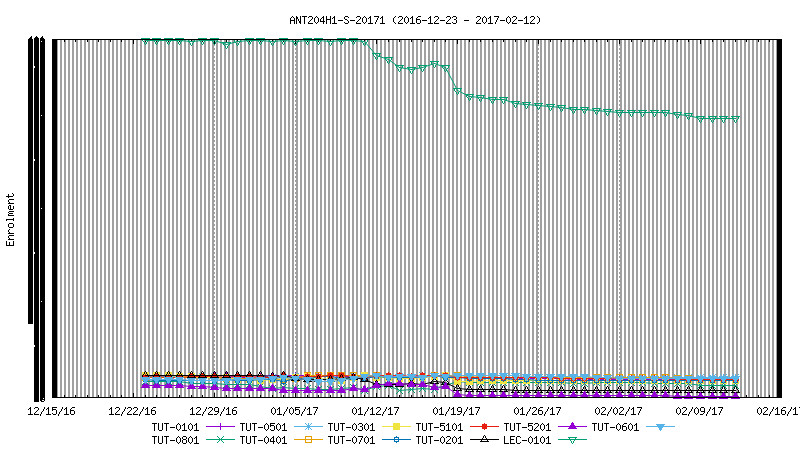 ANT204H1-S-20171 (2016-12-23 - 2017-02-12)
Enrolment
12/15/16 12/22/16 12/29/16 01/05/17 01/12/17 01/19/17 01/26/17 02/02/17 02/09/17 02/16/17
TUT-0101 TUT-0501 TUT-0301 TUT-5101 TUT-5201 TUT-0601
TUT-0801 TUT-0401 TUT-0701 TUT-0201 LEC-0101